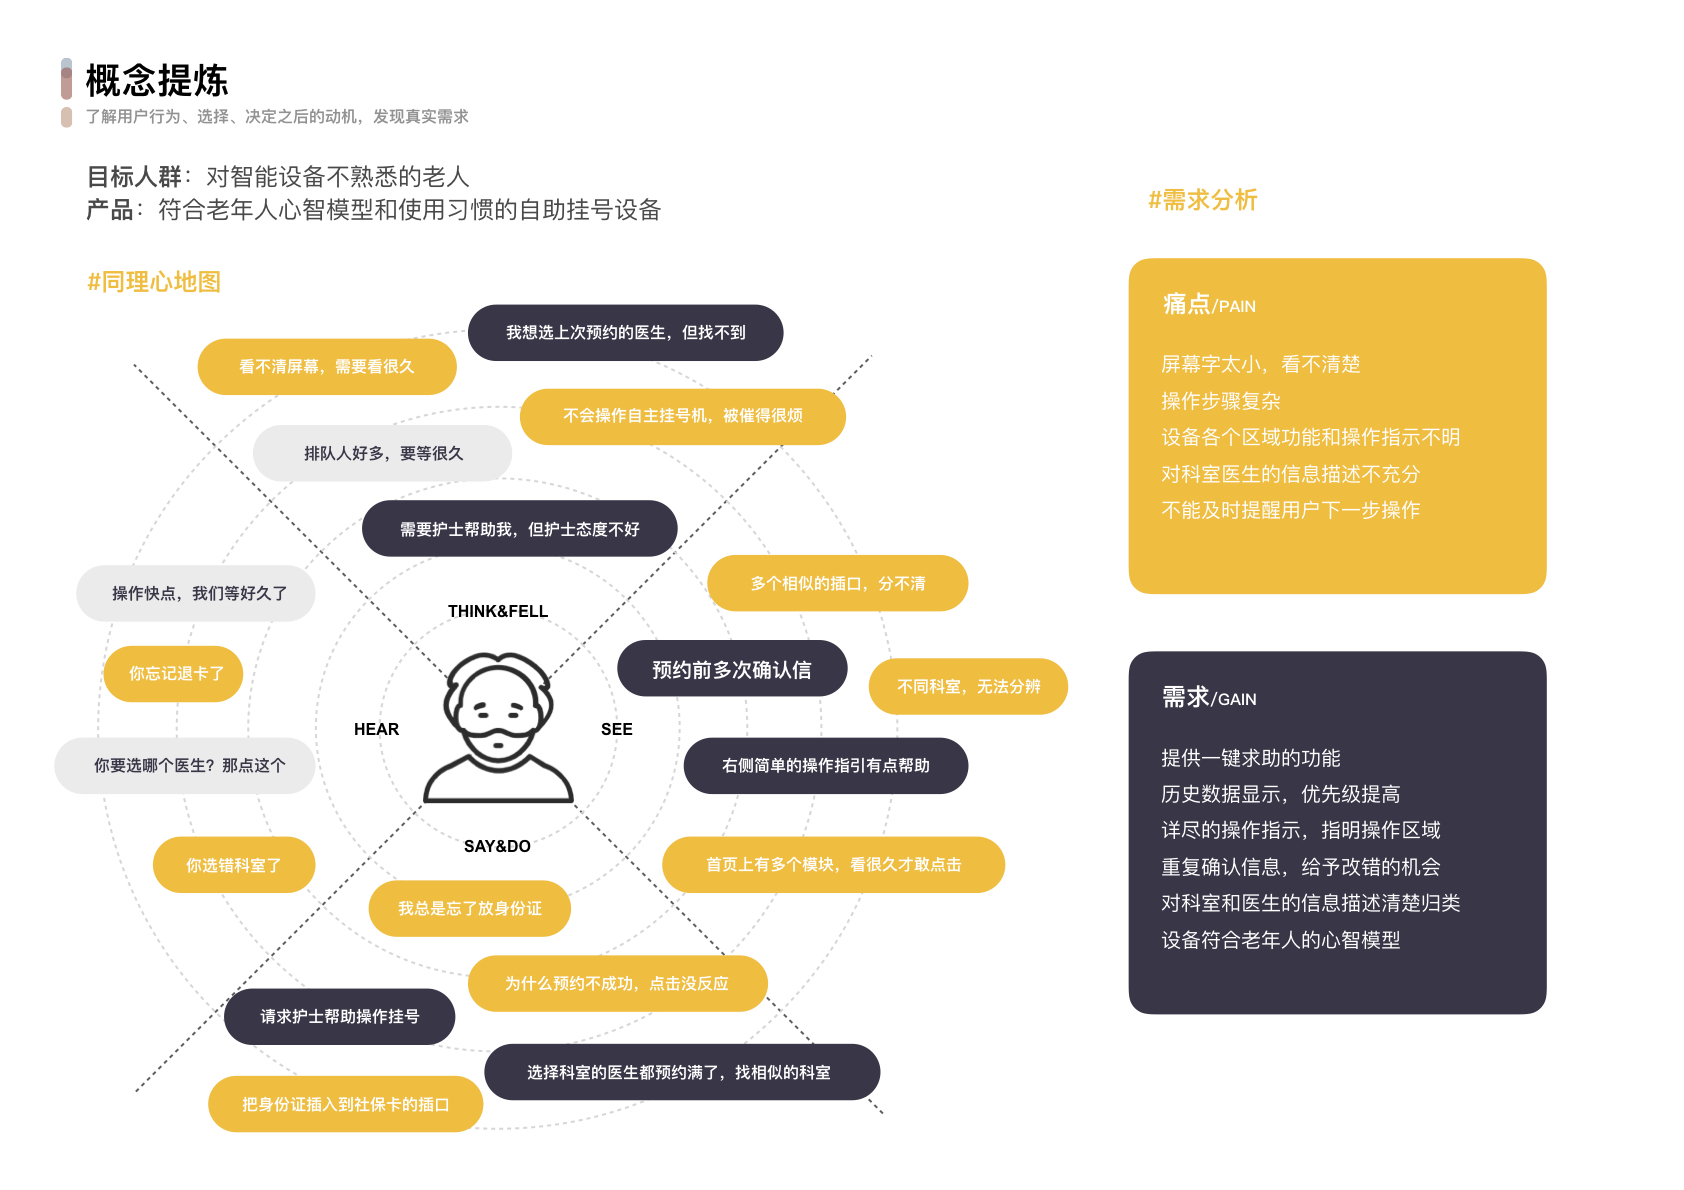 概念提炼
了解用户行为、选择、决定之后的动机，发现真实需求
目标人群：对智能设备不熟悉的老人
产品：符合老年人心智模型和使用习惯的自助挂号设备
#同理心地图
我想选上次预约的医生，但找不到
看不清屏幕，需要看很久
不会操作自主挂号机，被催得很烦
排队人好多，要等很久
需要护士帮助我，但护士态度不好
操作快点，我们等好久了
多个相似的插口，分不清
THINK&FELL
你忘记退卡了
预约前多次确认信
不同科室，无法分辨
HEAR
SEE
你要选哪个医生？那点这个
右侧简单的操作指引有点帮助
SAY&DO
你选错科室了
首页上有多个模块，看很久才敢点击
我总是忘了放身份证
为什么预约不成功，点击没反应
请求护士帮助操作挂号
选择科室的医生都预约满了，找相似的科室
把身份证插入到社保卡的插口
#需求分析
痛点/PAIN
屏幕字太小，看不清楚
操作步骤复杂
设备各个区域功能和操作指示不明
对科室医生的信息描述不充分
不能及时提醒用户下一步操作
需求/GAIN
提供一键求助的功能
历史数据显示，优先级提高
详尽的操作指示，指明操作区域
重复确认信息，给予改错的机会
对科室和医生的信息描述清楚归类
设备符合老年人的心智模型